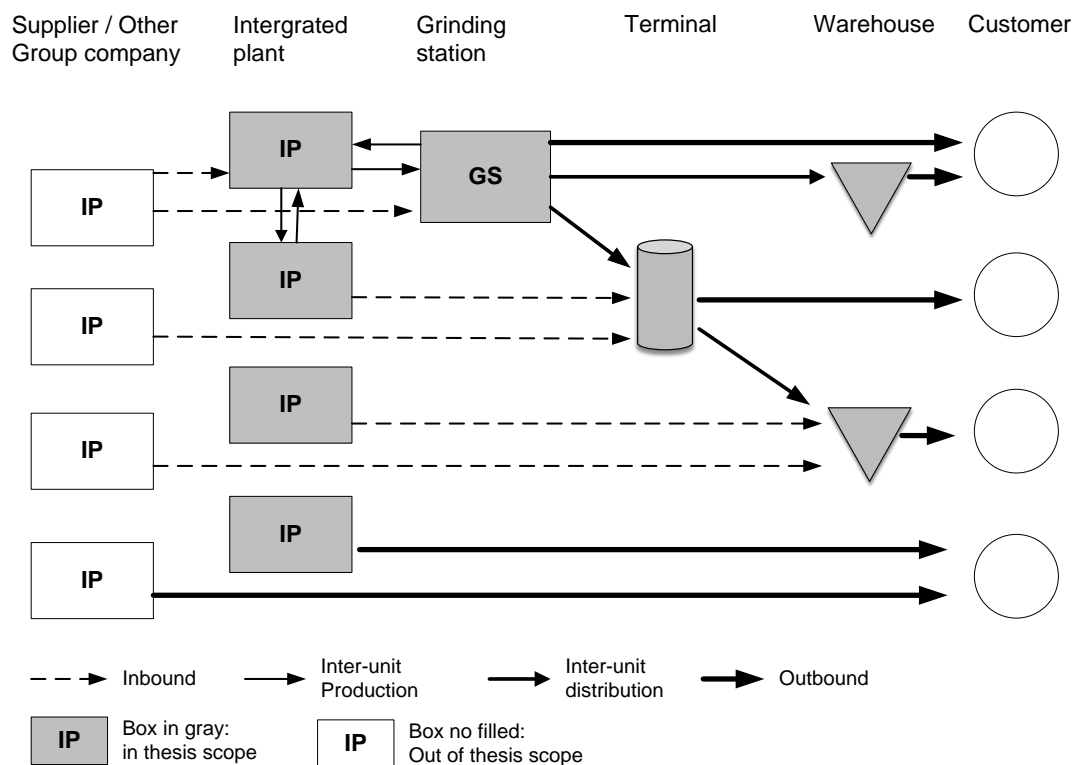 Supplier / Other
Group company
Intergrated
plant
Grinding
station
Terminal
Warehouse
Customer
IP
GS
IP
IP
IP
IP
IP
IP
IP
IP
Inbound
Inter-unit
Production
Inter-unit
distribution
Outbound
IP
Box in gray:
in thesis scope
IP
Box no filled:
Out of thesis scope